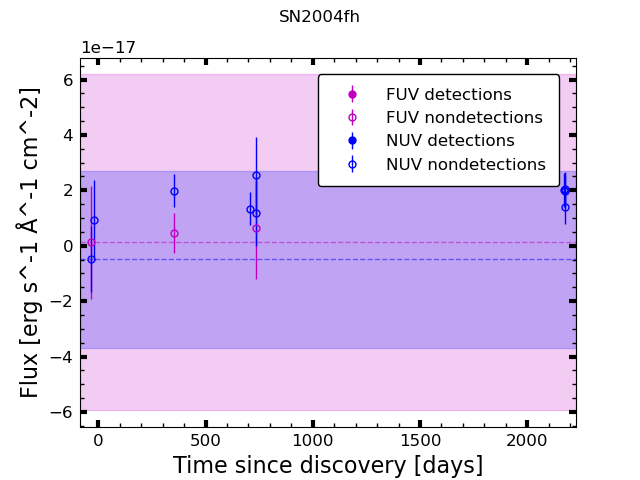 SN2004fh
1e−17
FUV detections
FUV nondetections
NUV detections
NUV nondetections
6
4
2
0
−2
−4
−6
0
500
1000
1500
2000
Time since discovery [days]
Flux [erg s^-1 Å^-1 cm^-2]